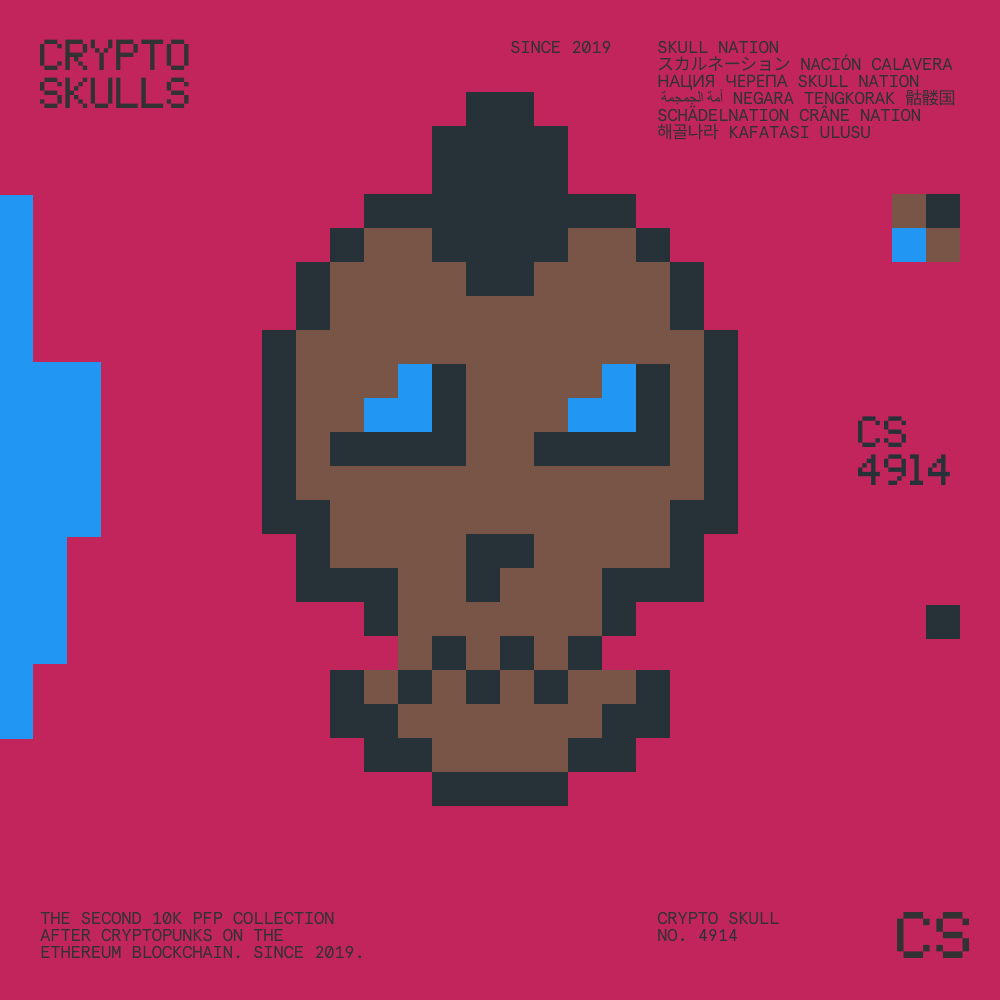 CRYPTO
SKULLS
SINCE 2019
SKULL NATION
スカルネーション NACIÓN CALAVERA
НАЦИЯ ЧЕРЕПА SKULL NATION
أمة الجمجمة NEGARA TENGKORAK 骷髅国
SCHÄDELNATION CRÂNE NATION
해골나라 KAFATASI ULUSU
CS
4914
THE SECOND 10K PFP COLLECTION
AFTER CRYPTOPUNKS ON THE
ETHEREUM BLOCKCHAIN. SINCE 2019.
CRYPTO SKULL
NO. 4914
CS